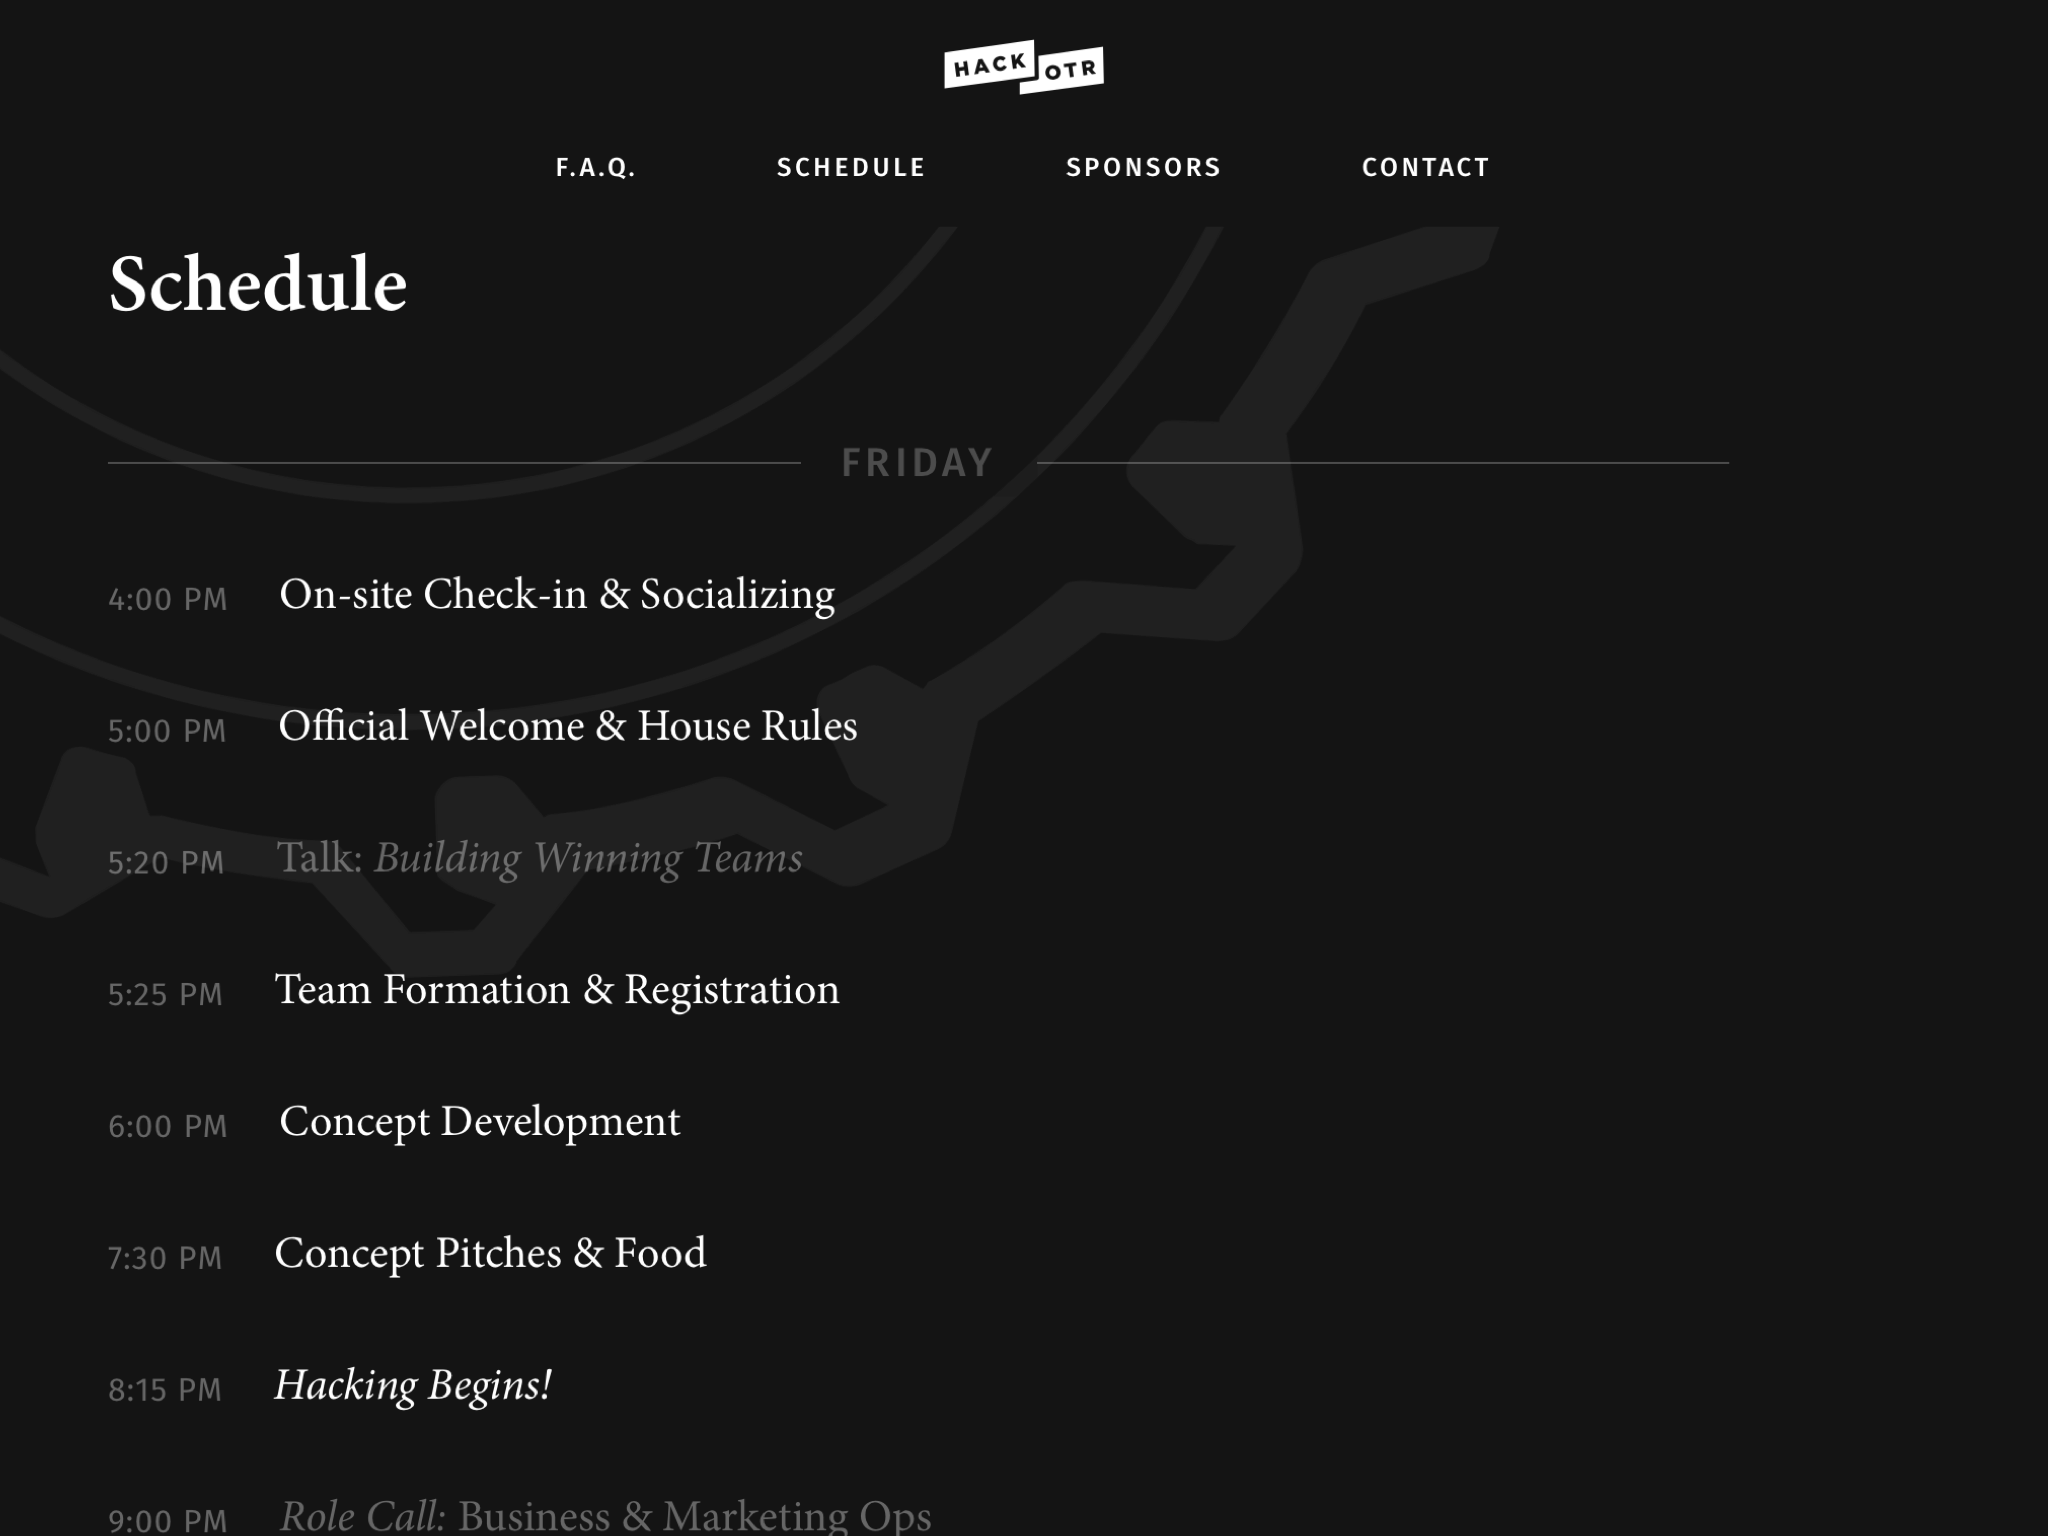 HACK OTR
F.A.Q. SCHEDULE SPONSORS CONTACT
Schedule
FRIDAY
4:00 PM On-site Check-in & Socializing
5:00 PM Official Welcome & House Rules
5:20 PM Talk: Building Winning Teams
5:25 PM Team Formation & Registration
6:00 PM Concept Development
7:30 PM Concept Pitches & Food
8:15 PM Hacking Begins!
9:00 PM Role Call: Business & Marketing Ops